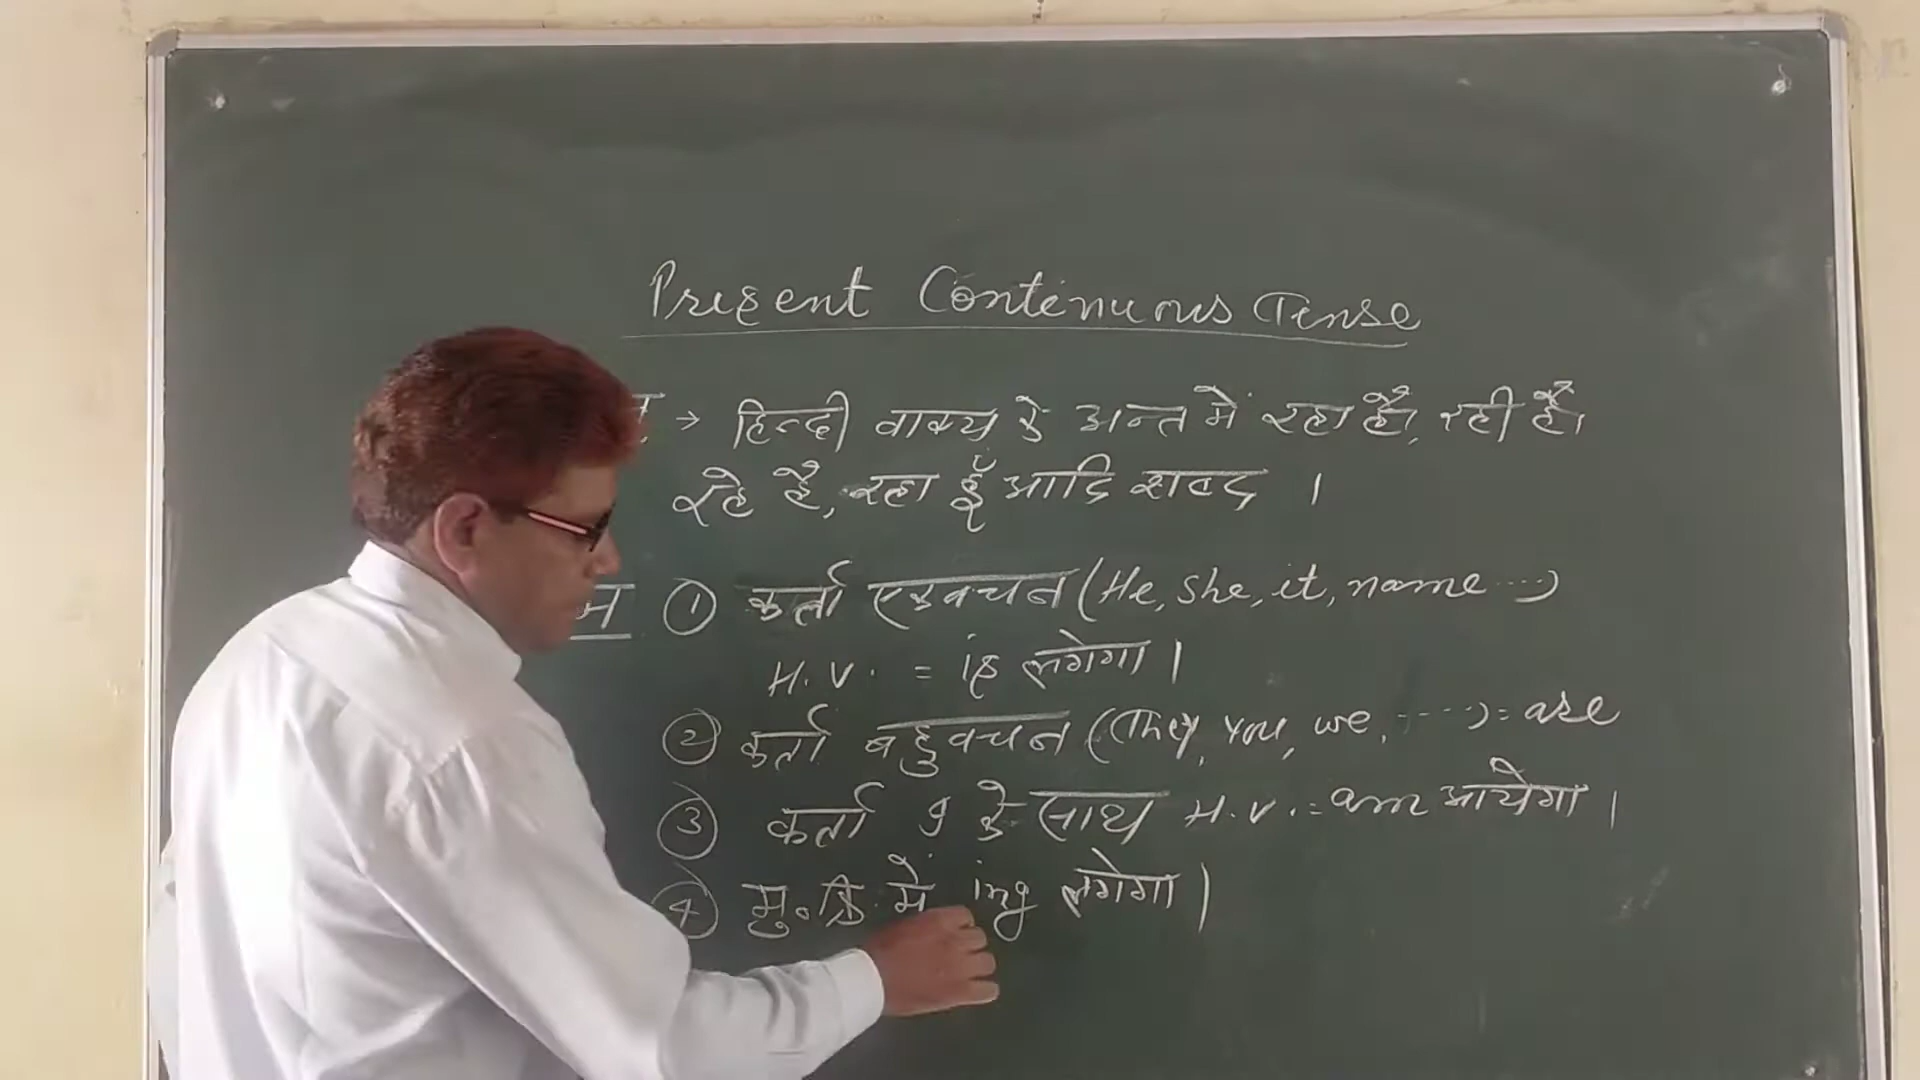 Present Continuous Tense
→ हिन्दी वाक्य के अन्त में रहा है, रही है,
रहे है, रहा हूँ आदि शब्द ।
① कर्ता एकवचन (He, she, it, name ....)
H.V. = is लगेगा ।
② कर्ता बहुवचन (They, you, we, ....) = are
③ कर्ता I के साथ H.V. = am आयेगा ।
④ मु. क्रि. में ing लगेगा ।